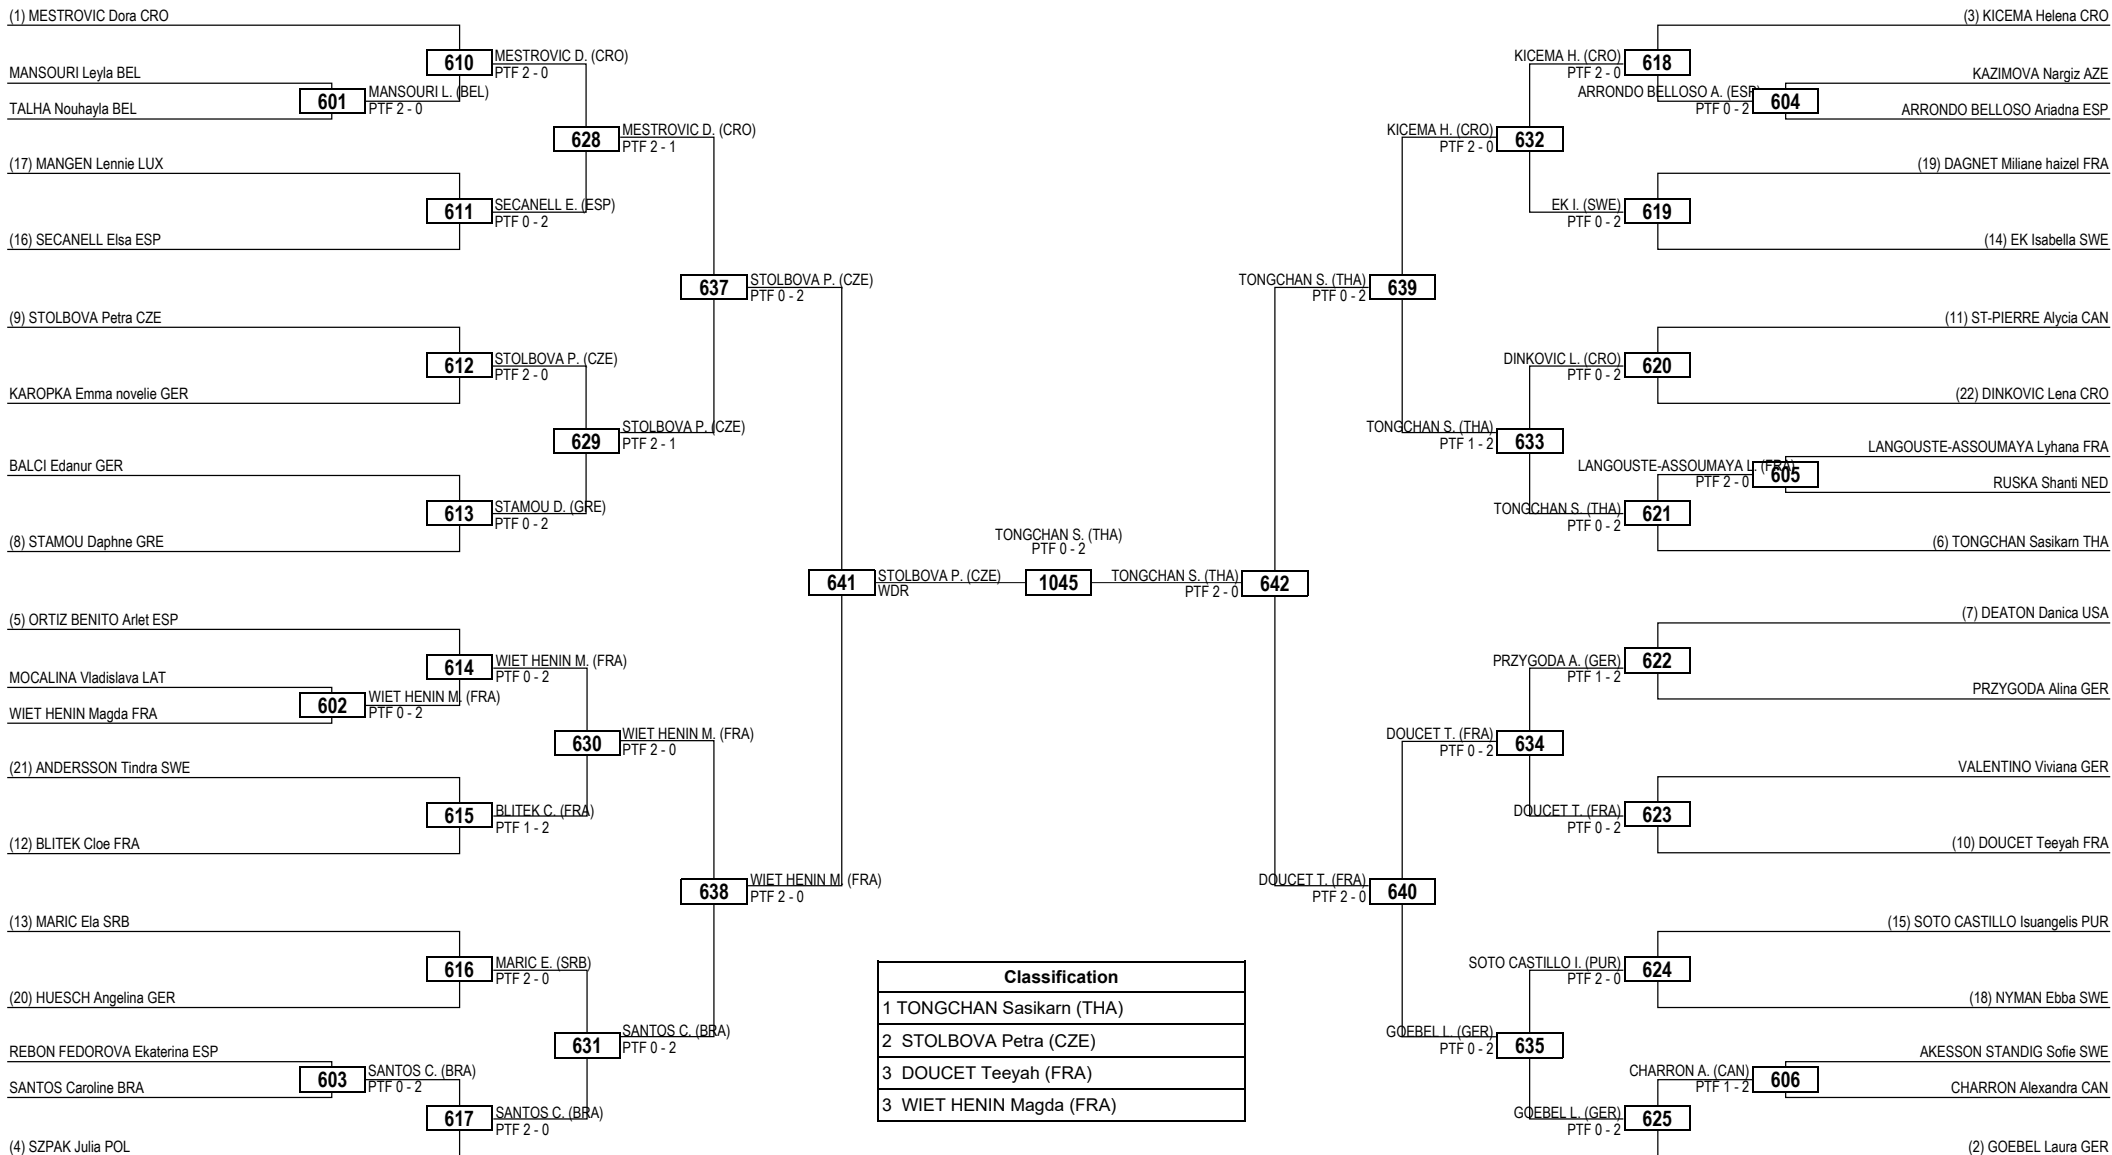 (1) MESTROVIC Dora CRO
MANSOURI Leyla BEL
TALHA Nouhayla BEL
(17) MANGEN Lennie LUX
(16) SECANELL Elsa ESP
(9) STOLBOVA Petra CZE
KAROPKA Emma novelie GER
BALCI Edanur GER
(8) STAMOU Daphne GRE
(5) ORTIZ BENITO Arlet ESP
MOCALINA Vladislava LAT
WIET HENIN Magda FRA
(21) ANDERSSON Tindra SWE
(12) BLITEK Cloe FRA
(13) MARIC Ela SRB
(20) HUESCH Angelina GER
REBON FEDOROVA Ekaterina ESP
SANTOS Caroline BRA
(4) SZPAK Julia POL
601
MANSOURI L. (BEL)
PTF 2 - 0
602
WIET HENIN M. (FRA)
PTF 0 - 2
603
SANTOS C. (BRA)
PTF 0 - 2
610
MESTROVIC D. (CRO)
PTF 2 - 0
611
SECANELL E. (ESP)
PTF 0 - 2
612
STOLBOVA P. (CZE)
PTF 2 - 0
613
STAMOU D. (GRE)
PTF 0 - 2
614
WIET HENIN M. (FRA)
PTF 0 - 2
615
BLITEK C. (FRA)
PTF 1 - 2
616
MARIC E. (SRB)
PTF 2 - 0
617
SANTOS C. (BRA)
PTF 2 - 0
628
MESTROVIC D. (CRO)
PTF 2 - 1
629
STOLBOVA P. (CZE)
PTF 2 - 1
630
WIET HENIN M. (FRA)
PTF 2 - 0
631
SANTOS C. (BRA)
PTF 0 - 2
637
STOLBOVA P. (CZE)
PTF 0 - 2
638
WIET HENIN M. (FRA)
PTF 2 - 0
641
STOLBOVA P. (CZE)
WDR
TONGCHAN S. (THA)
PTF 0 - 2
1045
TONGCHAN S. (THA)
PTF 2 - 0
642
TONGCHAN S. (THA)
PTF 0 - 2
639
DOUCET T. (FRA)
PTF 2 - 0
640
KICEMA H. (CRO)
PTF 2 - 0
632
TONGCHAN S. (THA)
PTF 1 - 2
633
DOUCET T. (FRA)
PTF 0 - 2
634
GOEBEL L. (GER)
PTF 0 - 2
635
KICEMA H. (CRO)
PTF 2 - 0
618
EK I. (SWE)
PTF 0 - 2
619
DINKOVIC L. (CRO)
PTF 0 - 2
620
TONGCHAN S. (THA)
PTF 0 - 2
621
PRZYGODA A. (GER)
PTF 1 - 2
622
DOUCET T. (FRA)
PTF 0 - 2
623
SOTO CASTILLO I. (PUR)
PTF 2 - 0
624
GOEBEL L. (GER)
PTF 0 - 2
625
ARRONDO BELLOSO A. (ESP)
PTF 0 - 2
604
LANGOUSTE-ASSOUMAYA L. (FRA)
PTF 2 - 0
605
CHARRON A. (CAN)
PTF 1 - 2
606
(3) KICEMA Helena CRO
KAZIMOVA Nargiz AZE
ARRONDO BELLOSO Ariadna ESP
(19) DAGNET Miliane haizel FRA
(14) EK Isabella SWE
(11) ST-PIERRE Alycia CAN
(22) DINKOVIC Lena CRO
LANGOUSTE-ASSOUMAYA Lyhana FRA
RUSKA Shanti NED
(6) TONGCHAN Sasikarn THA
(7) DEATON Danica USA
PRZYGODA Alina GER
VALENTINO Viviana GER
(10) DOUCET Teeyah FRA
(15) SOTO CASTILLO Isuangelis PUR
(18) NYMAN Ebba SWE
AKESSON STANDIG Sofie SWE
CHARRON Alexandra CAN
(2) GOEBEL Laura GER
Classification
1 TONGCHAN Sasikarn (THA)
2 STOLBOVA Petra (CZE)
3 DOUCET Teeyah (FRA)
3 WIET HENIN Magda (FRA)